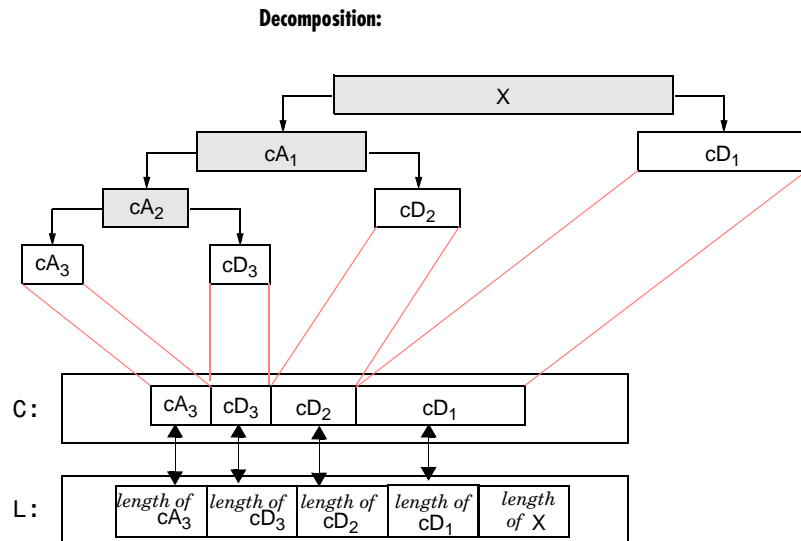 Decomposition:
X
cA₁ cD₁
cA₂ cD₂
cA₃ cD₃
C: cA₃ cD₃ cD₂ cD₁
L: length of cA₃ length of cD₃ length of cD₂ length of cD₁ length of X